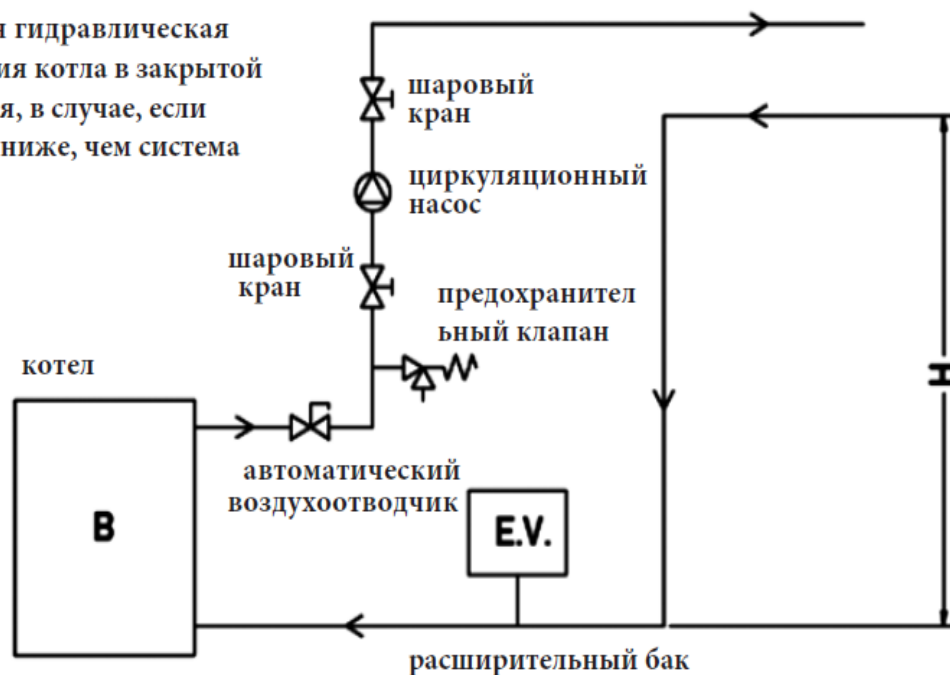 гидравлическая
ия котла в закрытой
я, в случае, если
ниже, чем система
шаровый
кран
циркуляционный
насос
шаровый
кран
предохранител
ьный клапан
котел
H
автоматический
воздухоотводчик
B
E.V.
расширительный бак